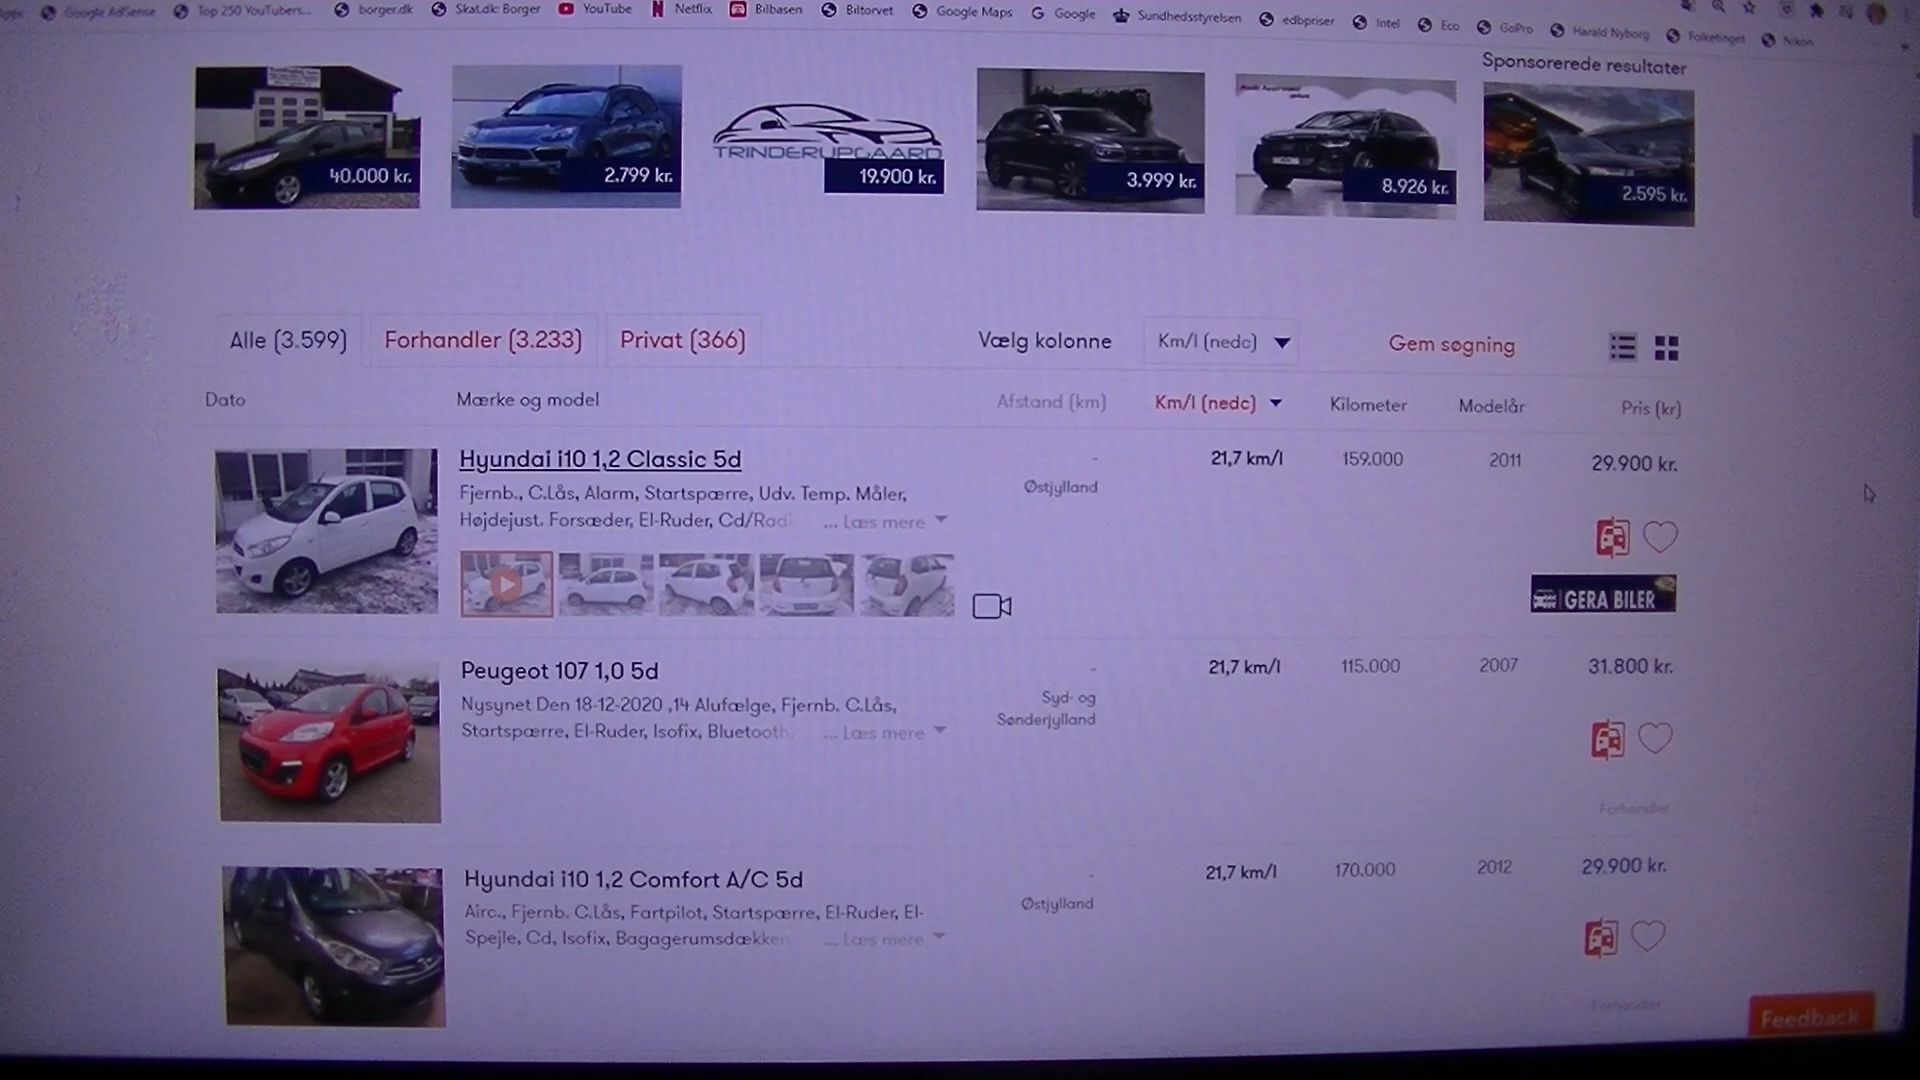 Apps Google AdSense Top 250 YouTubers... borger.dk Skat.dk: Borger YouTube Netflix Bilbasen Biltorvet Google Maps Google Sundhedsstyrelsen edbpriser Intel Eco GoPro Harald Nyborg Folketinget Nikon
Sponsorerede resultater
40.000 kr.
2.799 kr.
TRINDERUPGAARD
19.900 kr.
3.999 kr.
8.926 kr.
2.595 kr.
Alle (3.599) Forhandler (3.233) Privat (366) Vælg kolonne Km/l (nedc) Gem søgning
Dato Mærke og model Afstand (km) Km/l (nedc) Kilometer Modelår Pris (kr)
Hyundai i10 1,2 Classic 5d - 21,7 km/l 159.000 2011 29.900 kr.
Fjernb., C.Lås, Alarm, Startspærre, Udv. Temp. Måler, Østjylland
Højdejust. Forsæder, El-Ruder, Cd/Radi ... Læs mere
GERA BILER
Peugeot 107 1,0 5d - 21,7 km/l 115.000 2007 31.800 kr.
Nysynet Den 18-12-2020 ,14 Alufælge, Fjernb. C.Lås, Syd- og
Startspærre, El-Ruder, Isofix, Bluetooth, ... Læs mere Sønderjylland
Forhandler
Hyundai i10 1,2 Comfort A/C 5d - 21,7 km/l 170.000 2012 29.900 kr.
Airc., Fjernb. C.Lås, Fartpilot, Startspærre, El-Ruder, El- Østjylland
Spejle, Cd, Isofix, Bagagerumsdækken ... Læs mere
Forhandler
Feedback